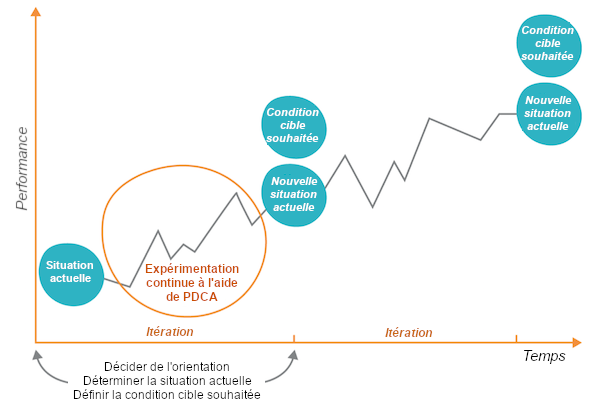 Condition
cible
souhaitée
Nouvelle
situation
actuelle
Condition
cible
souhaitée
Nouvelle
situation
actuelle
Performance
Situation
actuelle
Expérimentation
continue à l'aide
de PDCA
Itération
Itération
Temps
Décider de l'orientation
Déterminer la situation actuelle
Définir la condition cible souhaitée